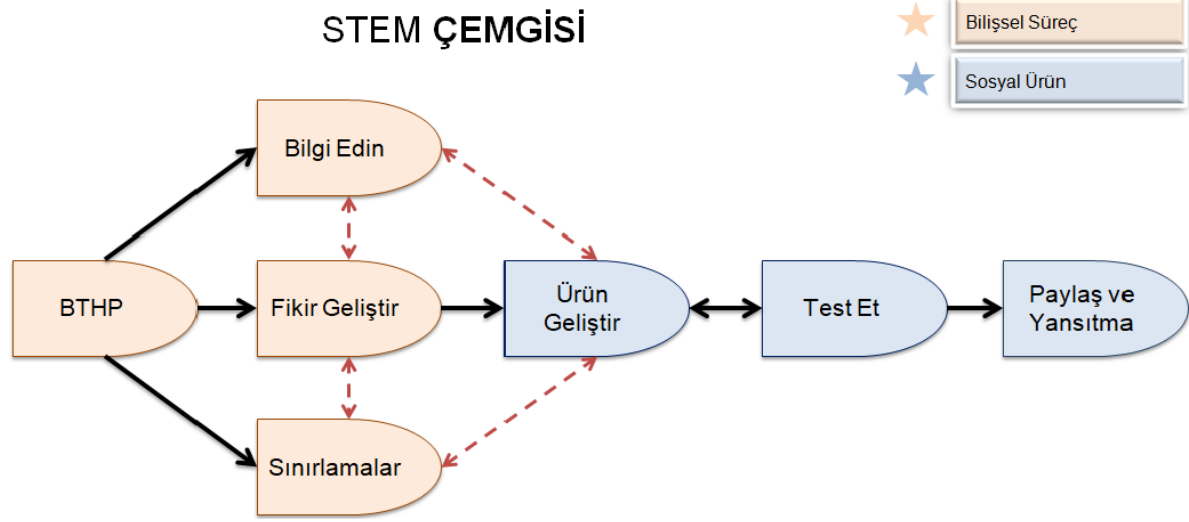 STEM ÇEMGİSİ
Bilişsel Süreç
Sosyal Ürün
Bilgi Edin
BTHP
Fikir Geliştir
Ürün
Geliştir
Test Et
Paylaş ve
Yansıtma
Sınırlamalar